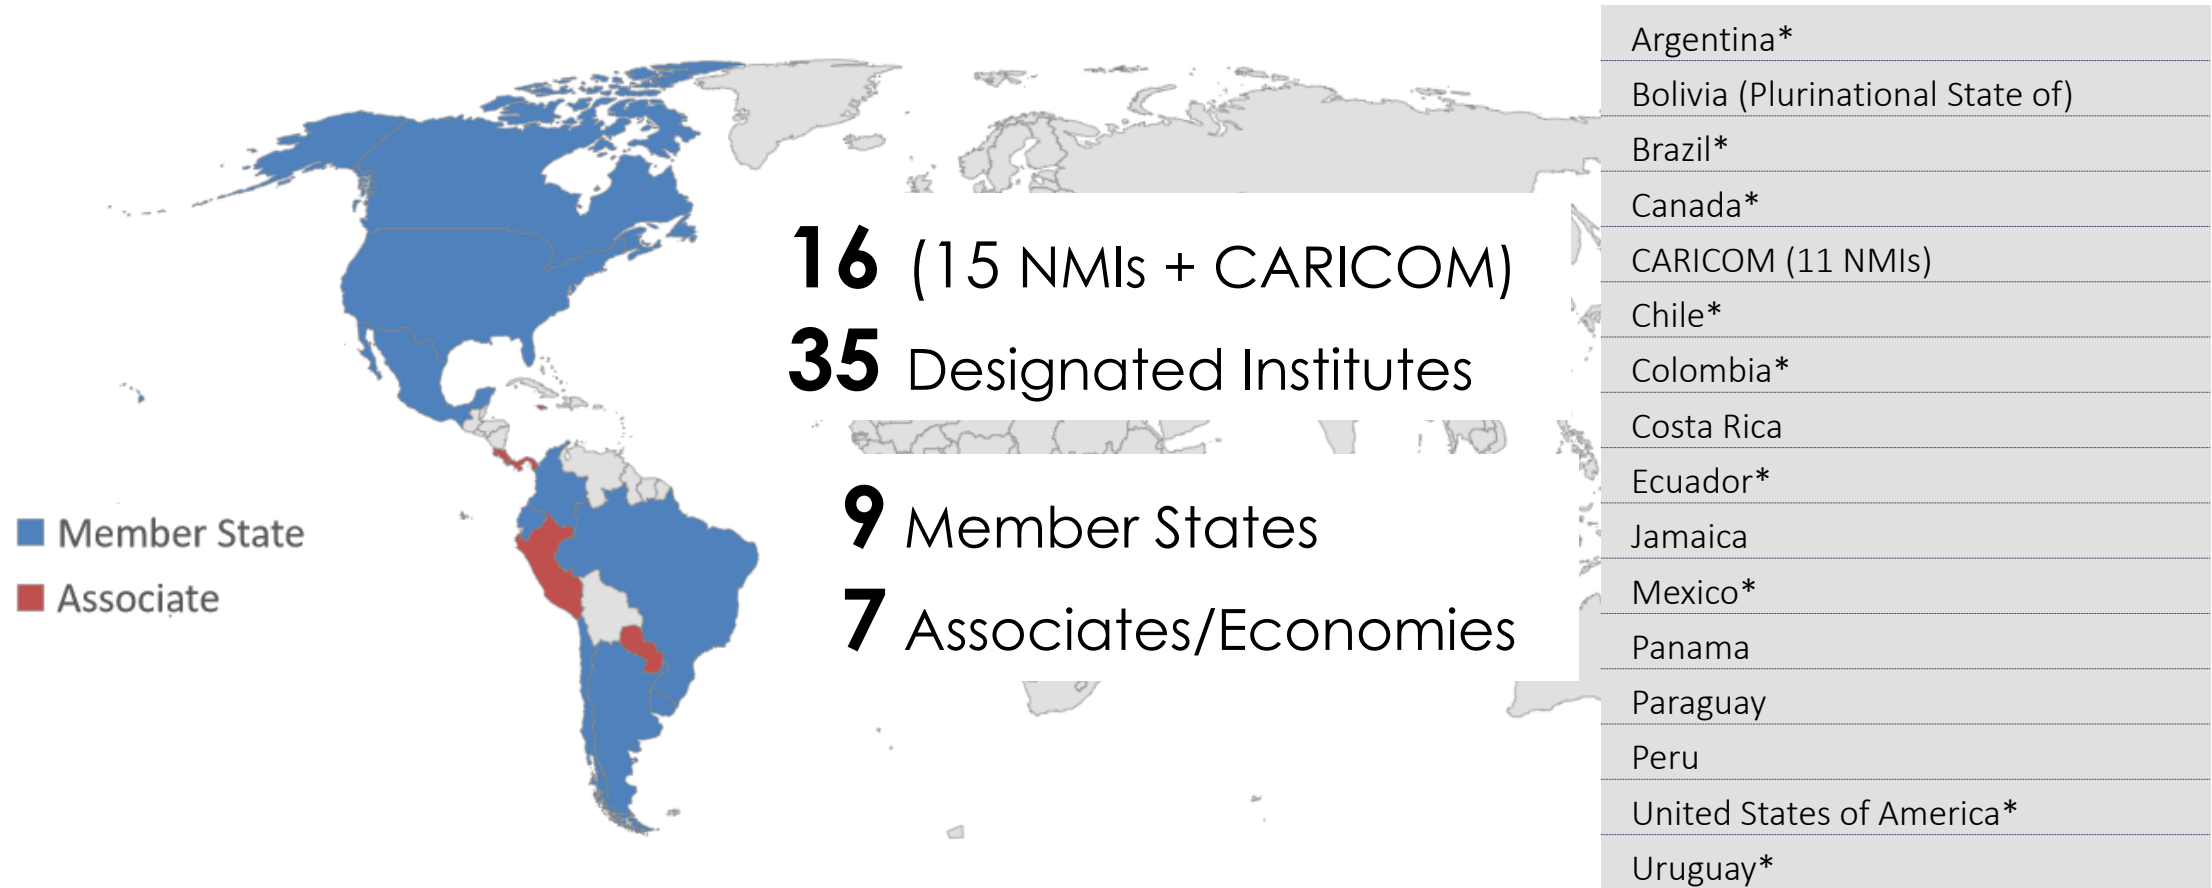 16 (15 NMIs + CARICOM)
35 Designated Institutes
9 Member States
7 Associates/Economies
Member State
Associate
Argentina*
Bolivia (Plurinational State of)
Brazil*
Canada*
CARICOM (11 NMIs)
Chile*
Colombia*
Costa Rica
Ecuador*
Jamaica
Mexico*
Panama
Paraguay
Peru
United States of America*
Uruguay*